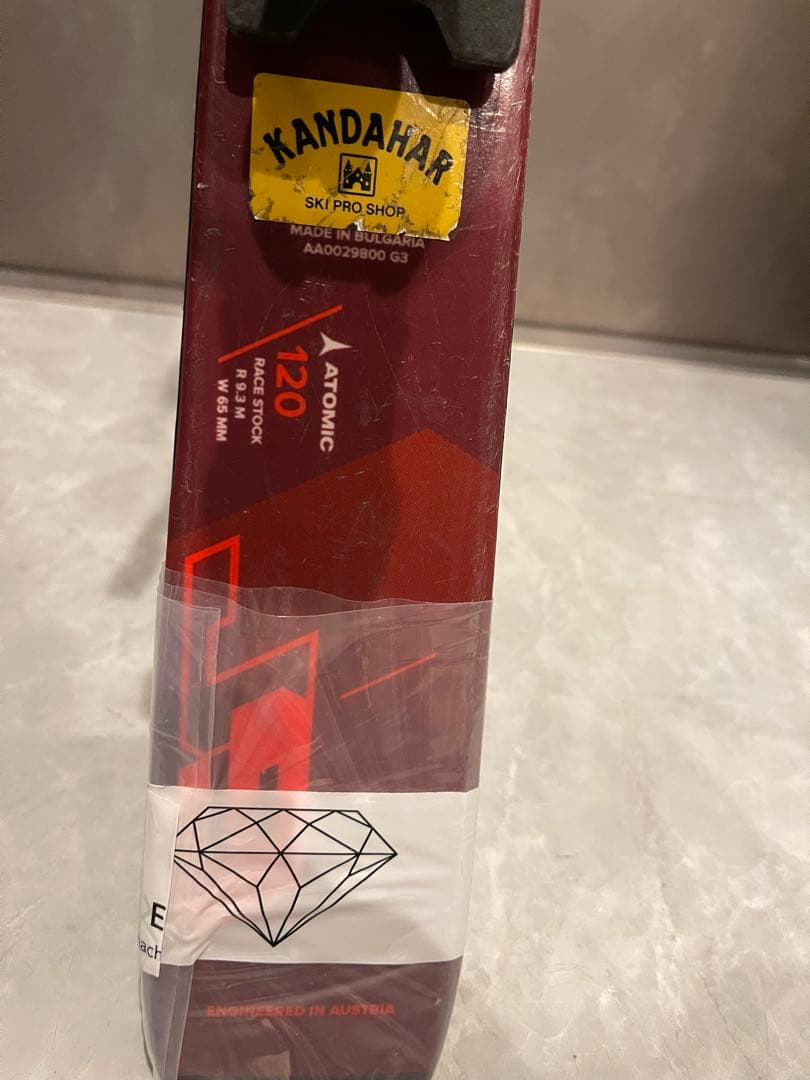 KANDAHAR
SKI PRO SHOP
MADE IN BULGARIA
AA0029800 G3
ATOMIC
120
RACE STOCK
R 9.3 M
W 65 MM
E
ach
ENGINEERED IN AUSTRIA